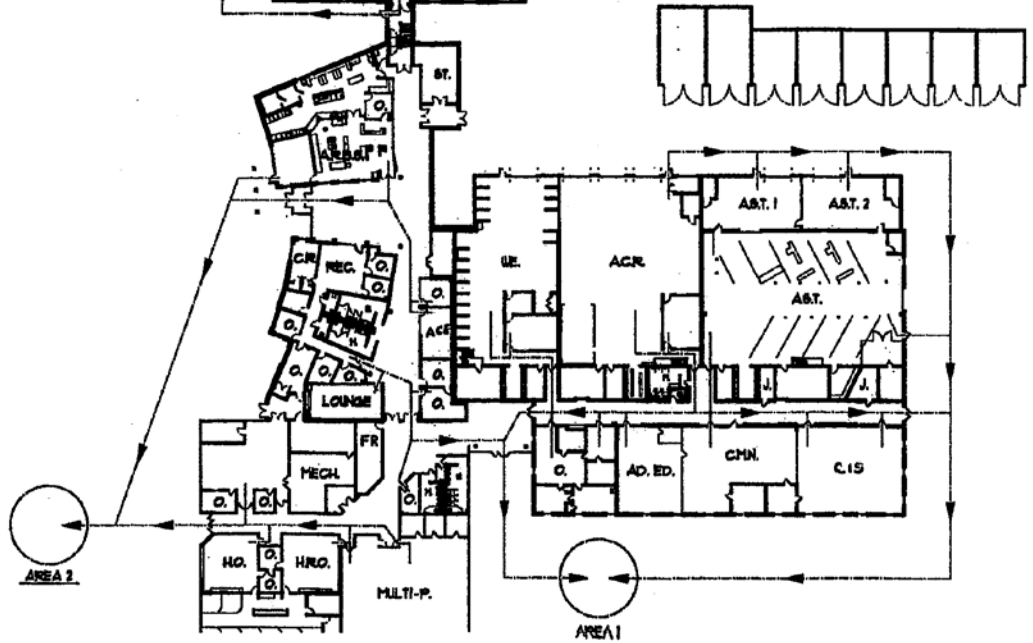 ST.
O.
A.S.T. 1
A.S.T. 2
C.R.
REC.
O.
O.
I.E.
A.C.R.
A.S.T.
O.
ACE
O.
O.
O.
O.
O.
O.
H.
J.
J.
LOUNGE
FR
MECH.
O.
AD. ED.
C.M.N.
C.I.S
O.
O.
O.
H.
AREA 2
H.O.
O.
O.
H.R.O.
MULTI-P.
AREA 1